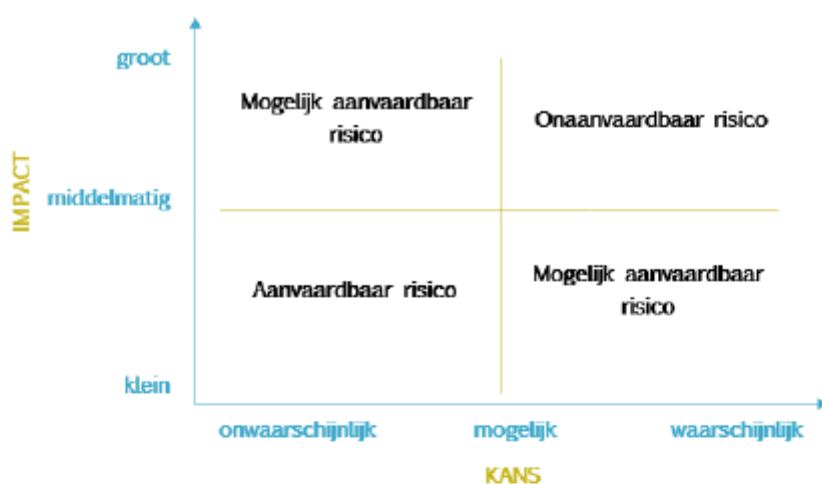 groot
Mogelijk aanvaardbaar
risico
Onaanvaardbaar risico
IMPACT
middelmatig
Aanvaardbaar risico
Mogelijk aanvaardbaar
risico
klein
onwaarschijnlijk
mogelijk
waarschijnlijk
KANS